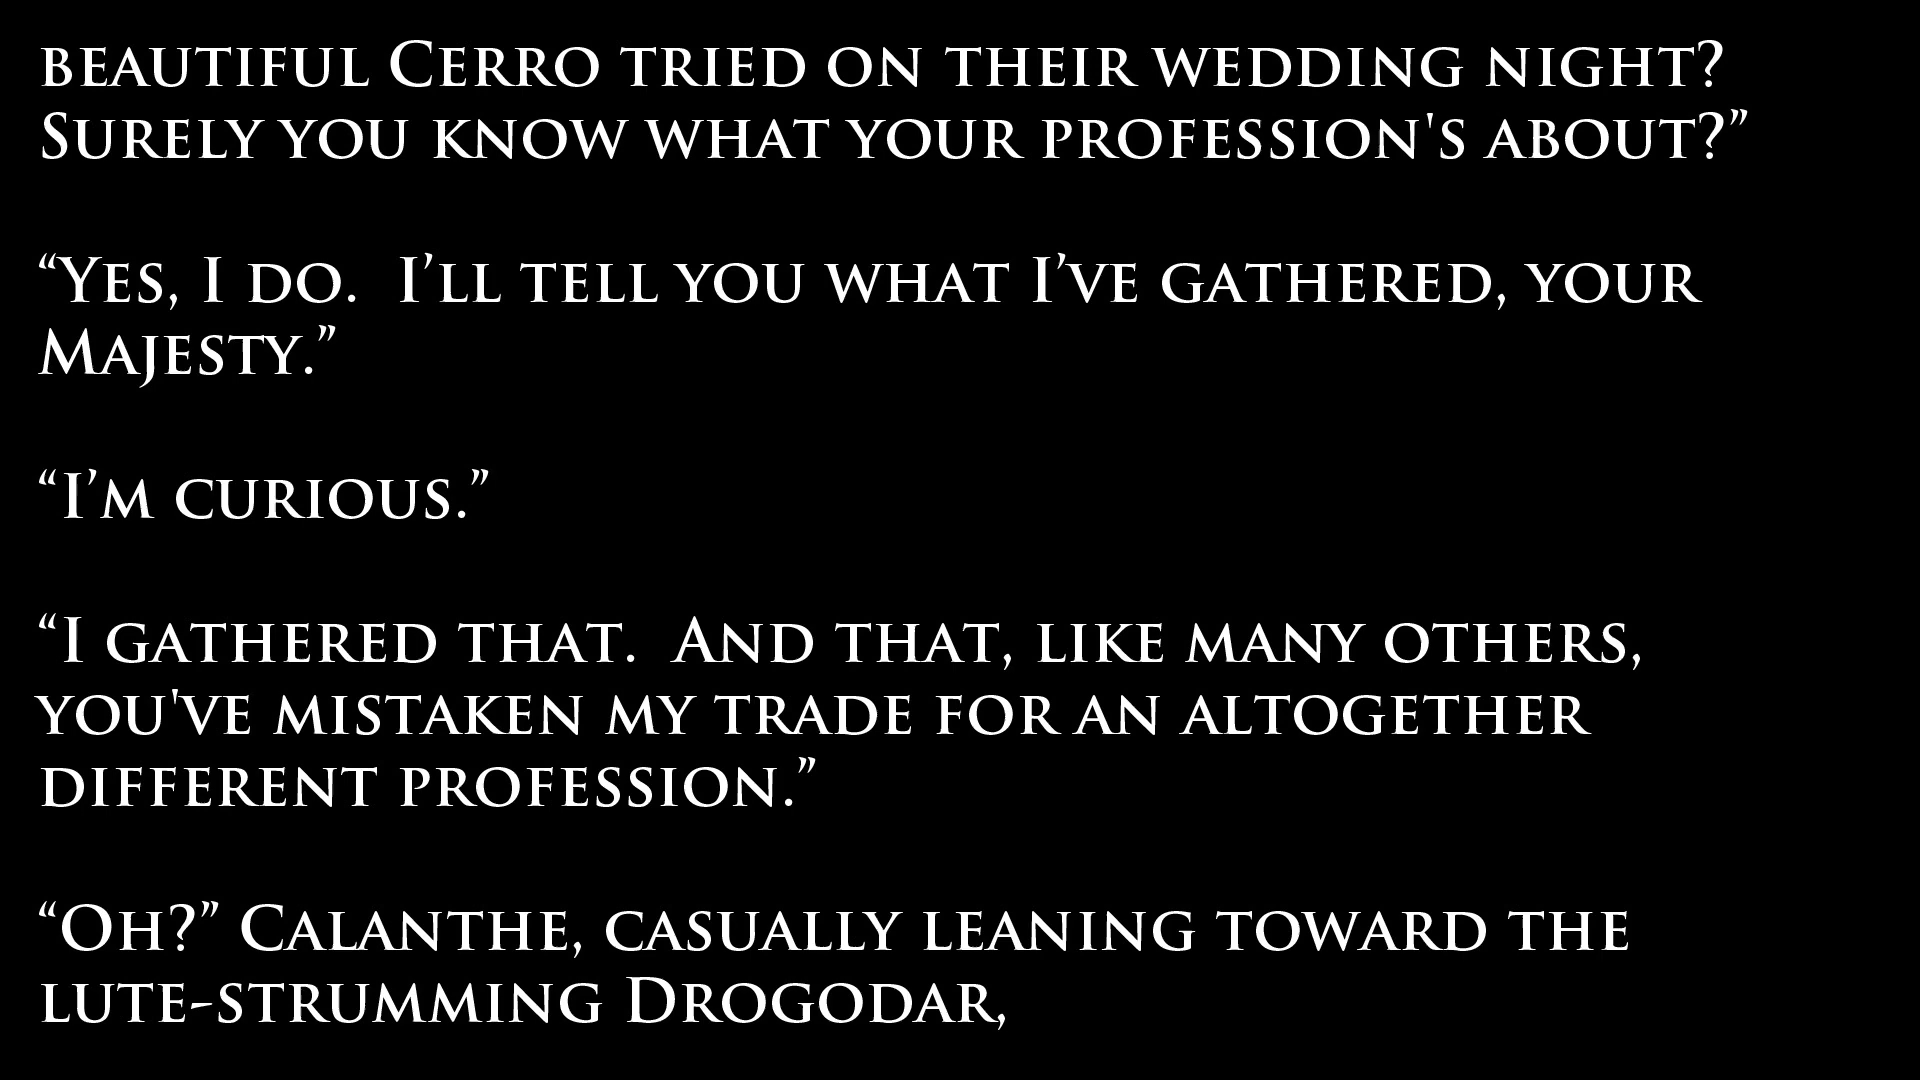 beautiful Cerro tried on their wedding night?
Surely you know what your profession's about?”
“Yes, I do.  I’ll tell you what I’ve gathered, your
Majesty.”
“I’m curious.”
“I gathered that.  And that, like many others,
you've mistaken my trade for an altogether
different profession.”
“Oh?” Calanthe, casually leaning toward the
lute-strumming Drogodar,